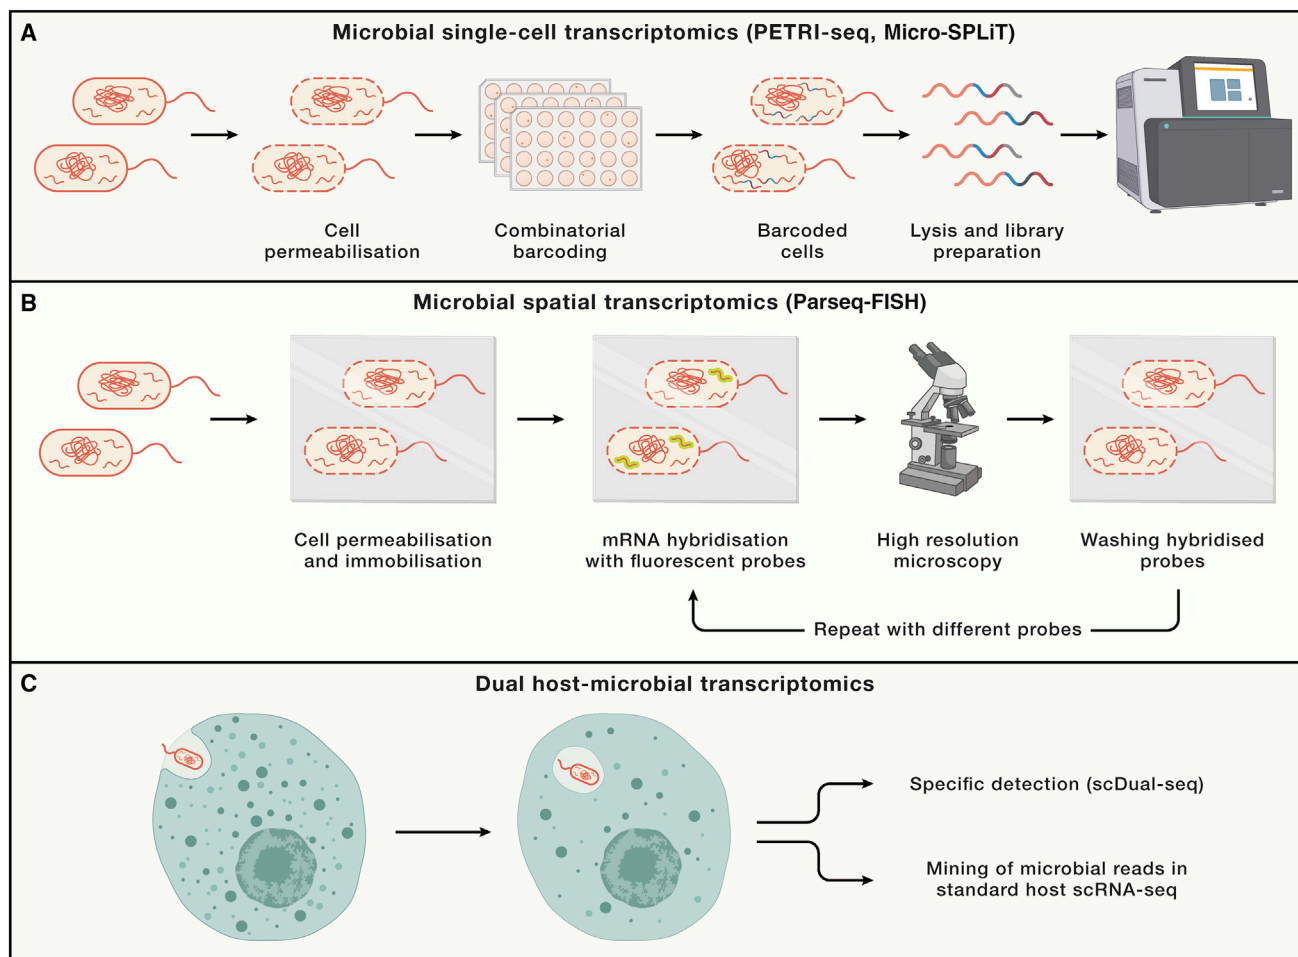 A
Microbial single-cell transcriptomics (PETRI-seq, Micro-SPLiT)
Cell
permeabilisation
Combinatorial
barcoding
Barcoded
cells
Lysis and library
preparation
B
Microbial spatial transcriptomics (Parseq-FISH)
Cell permeabilisation
and immobilisation
mRNA hybridisation
with fluorescent probes
High resolution
microscopy
Washing hybridised
probes
Repeat with different probes
C
Dual host-microbial transcriptomics
Specific detection (scDual-seq)
Mining of microbial reads in
standard host scRNA-seq